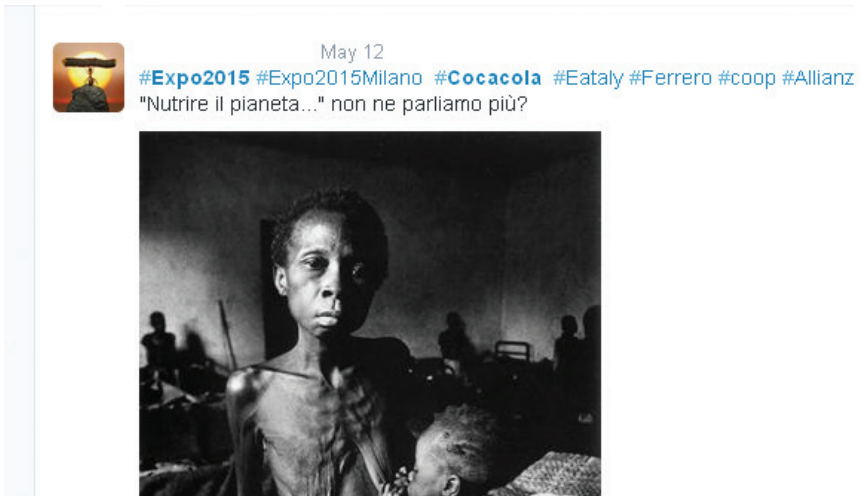 May 12
#Expo2015 #Expo2015Milano #Cocacola #Eataly #Ferrero #coop #Allianz
"Nutrire il pianeta..." non ne parliamo più?